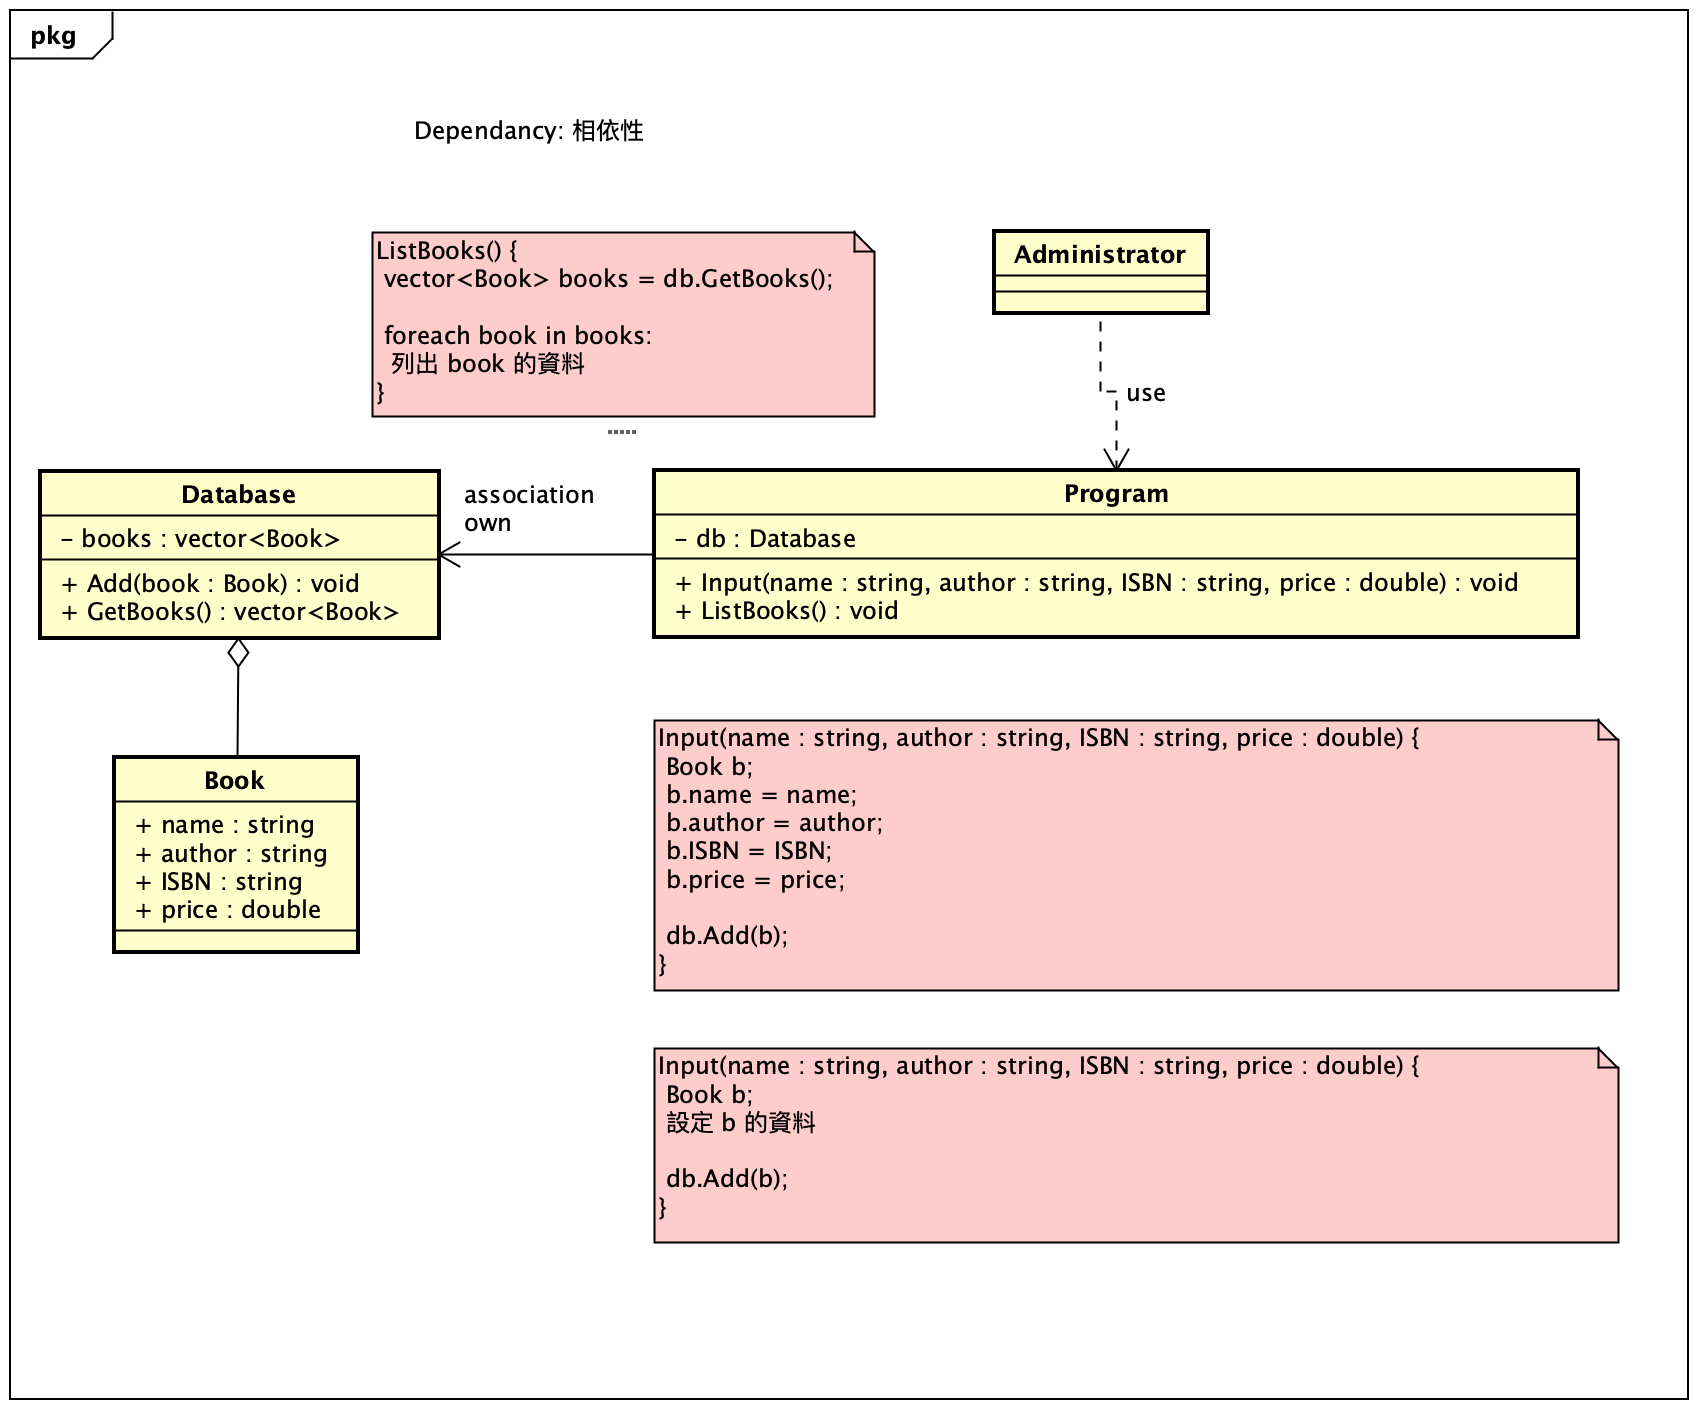 pkg
Dependancy: 相依性
ListBooks() {
vector<Book> books = db.GetBooks();
foreach book in books:
列出 book 的資料
}
Administrator
use
Database
- books : vector<Book>
+ Add(book : Book) : void
+ GetBooks() : vector<Book>
association
own
Program
- db : Database
+ Input(name : string, author : string, ISBN : string, price : double) : void
+ ListBooks() : void
Book
+ name : string
+ author : string
+ ISBN : string
+ price : double
Input(name : string, author : string, ISBN : string, price : double) {
Book b;
b.name = name;
b.author = author;
b.ISBN = ISBN;
b.price = price;
db.Add(b);
}
Input(name : string, author : string, ISBN : string, price : double) {
Book b;
設定 b 的資料
db.Add(b);
}